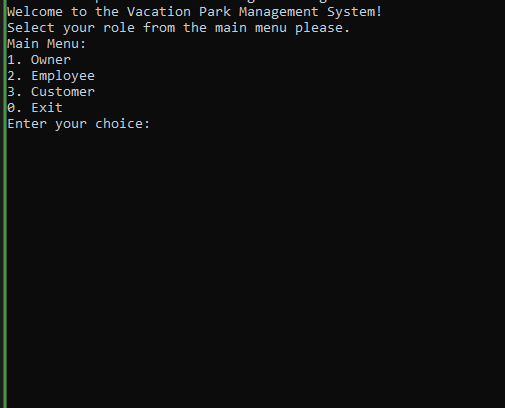 Welcome to the Vacation Park Management System!
Select your role from the main menu please.
Main Menu:
1. Owner
2. Employee
3. Customer
0. Exit
Enter your choice: